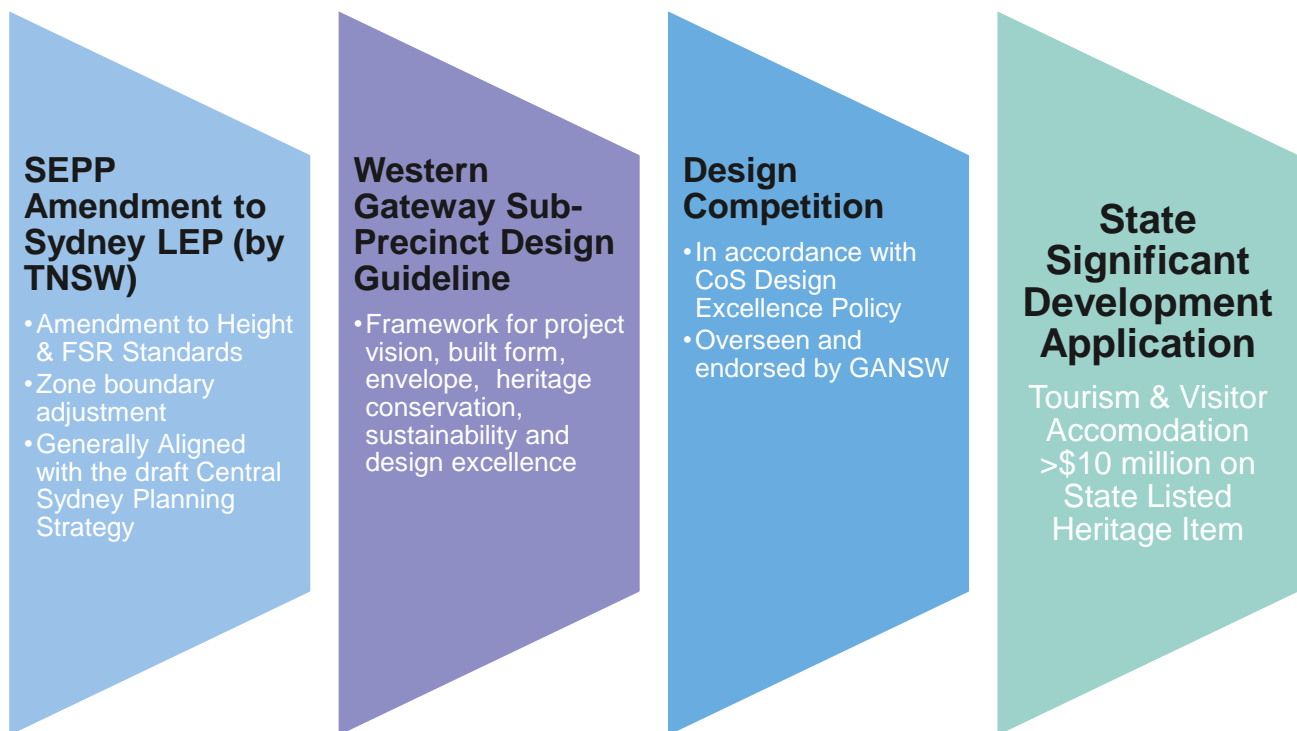 SEPP
Amendment to
Sydney LEP (by
TNSW)
•Amendment to Height
& FSR Standards
•Zone boundary
adjustment
•Generally Aligned
with the draft Central
Sydney Planning
Strategy
Western
Gateway Sub-
Precinct Design
Guideline
•Framework for project
vision, built form,
envelope, heritage
conservation,
sustainability and
design excellence
Design
Competition
•In accordance with
CoS Design
Excellence Policy
•Overseen and
endorsed by GANSW
State
Significant
Development
Application
Tourism & Visitor
Accomodation
>$10 million on
State Listed
Heritage Item